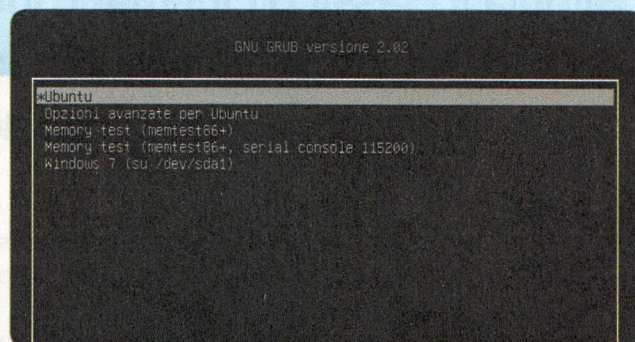 GNU GRUB versione 2.02
*Ubuntu
Opzioni avanzate per Ubuntu
Memory test (memtest86+)
Memory test (memtest86+, serial console 115200)
Windows 7 (su /dev/sda1)